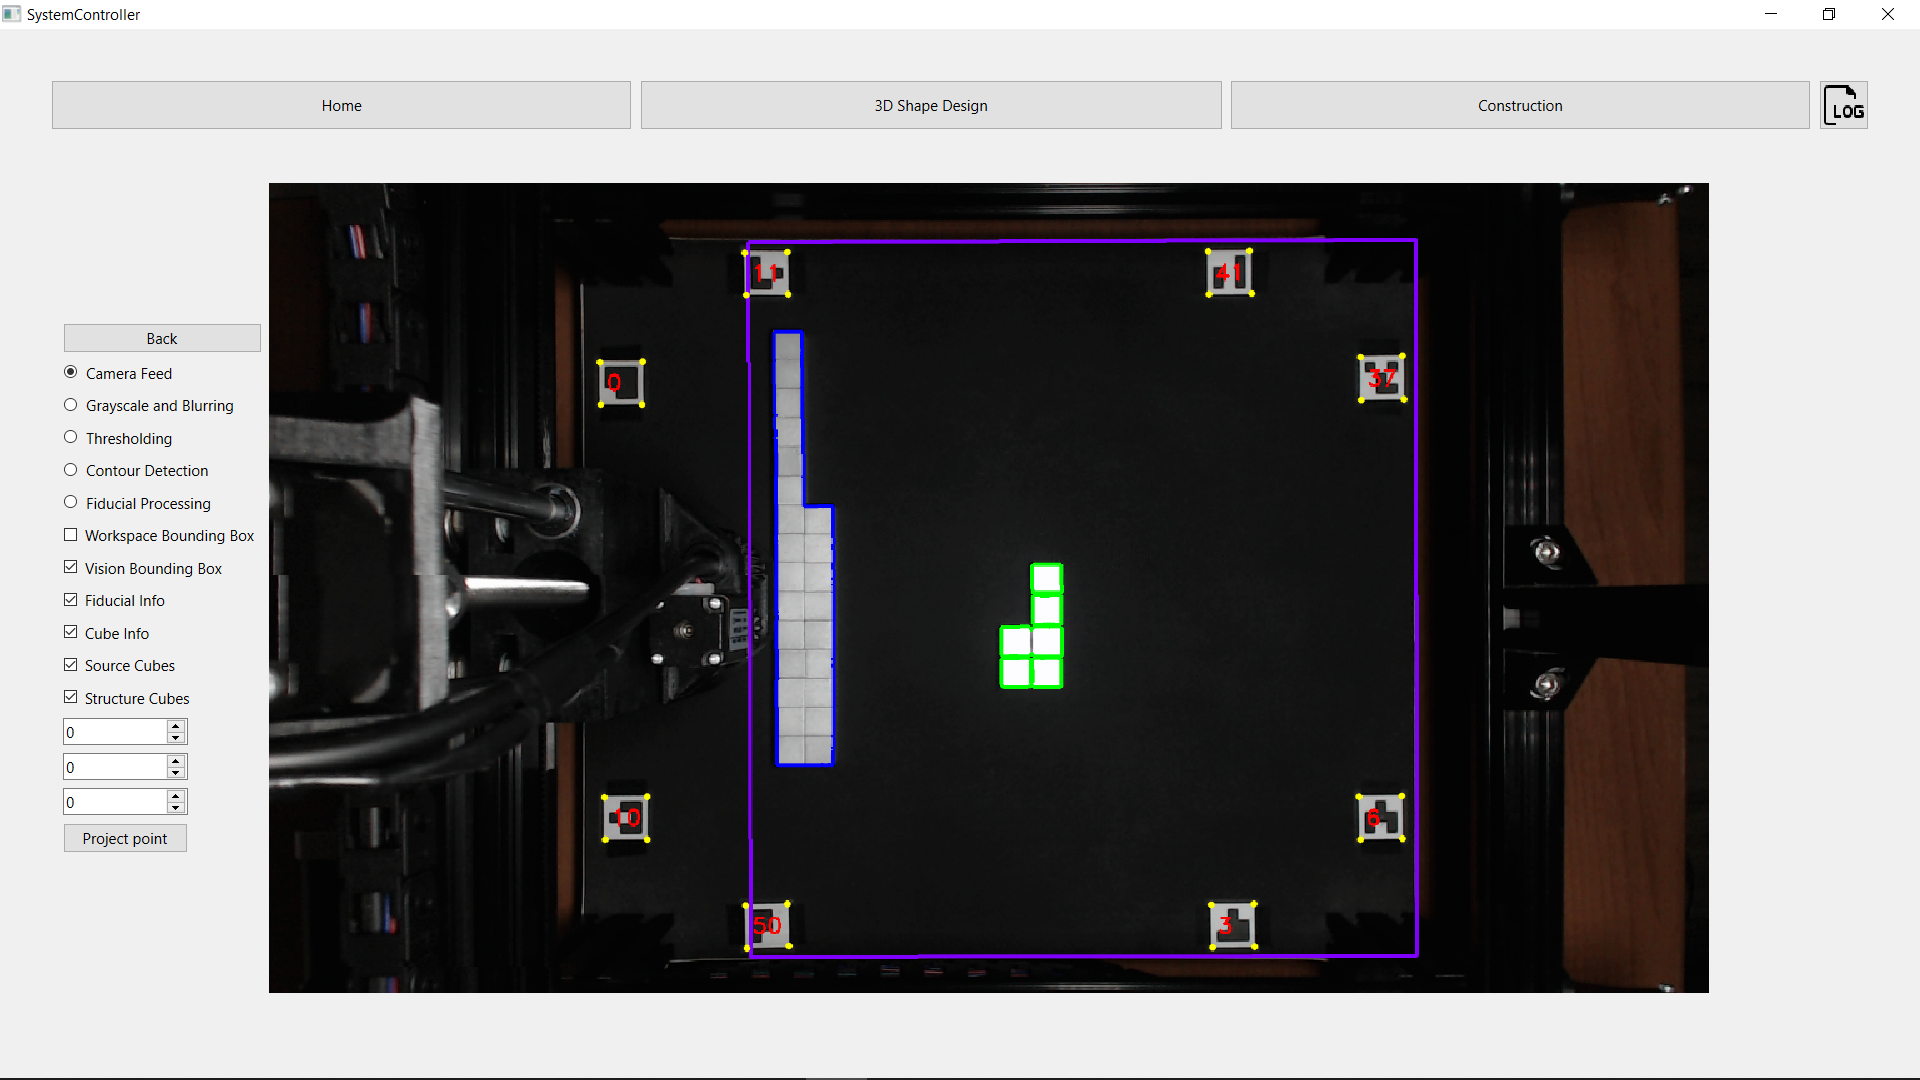 SystemController
Home
3D Shape Design
Construction
LOG
11
41
0
37
10
6
50
3
Back
Camera Feed
Grayscale and Blurring
Thresholding
Contour Detection
Fiducial Processing
Workspace Bounding Box
Vision Bounding Box
Fiducial Info
Cube Info
Source Cubes
Structure Cubes
0
0
0
Project point